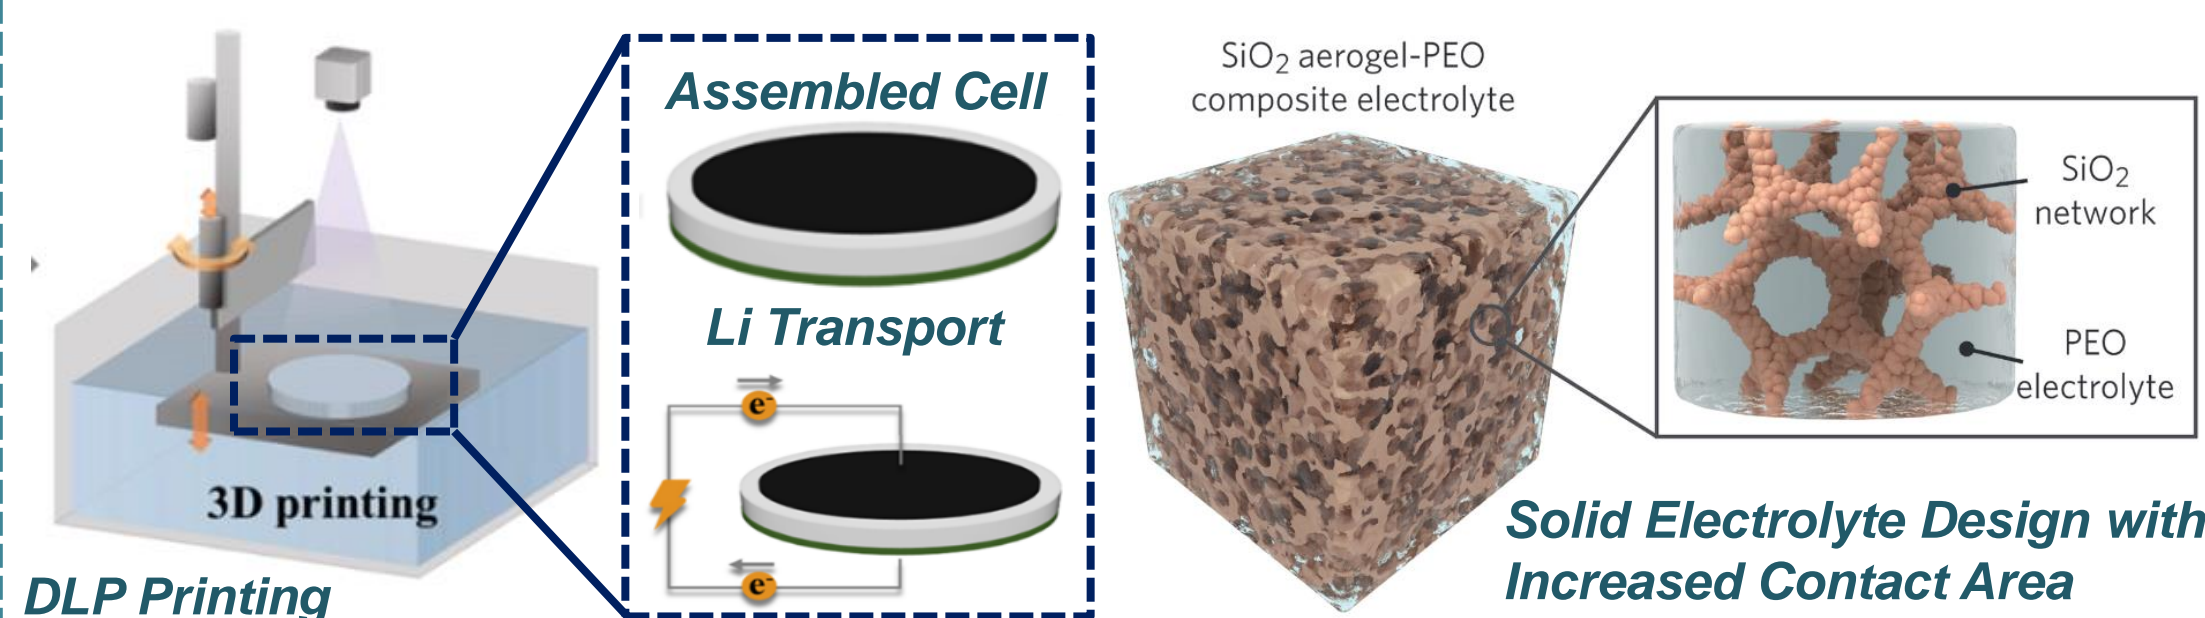 3D printing
DLP Printing
Assembled Cell
Li Transport
e⁻
e⁻
SiO₂ aerogel-PEO
composite electrolyte
SiO₂
network
PEO
electrolyte
Solid Electrolyte Design with
Increased Contact Area